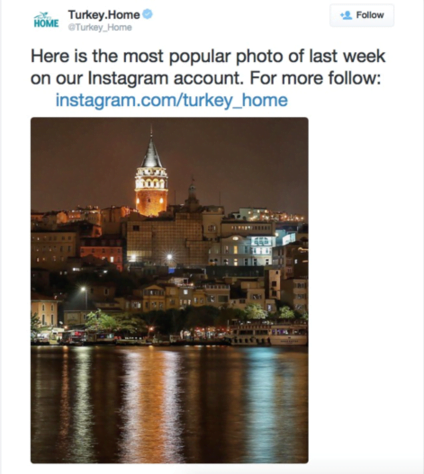 HOME
Turkey.Home
@Turkey_Home
Follow
Here is the most popular photo of last week
on our Instagram account. For more follow:
instagram.com/turkey_home